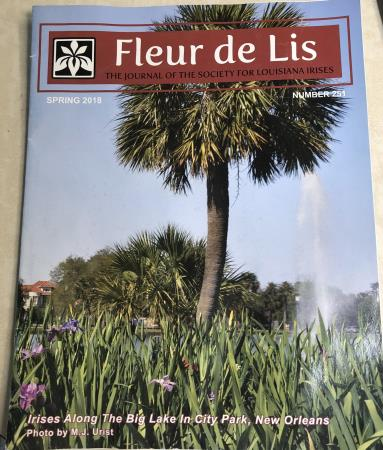 Fleur de Lis
THE JOURNAL OF THE SOCIETY FOR LOUISIANA IRISES
SPRING 2018
NUMBER 251
Irises Along The Big Lake In City Park, New Orleans
Photo by M.J. Urist